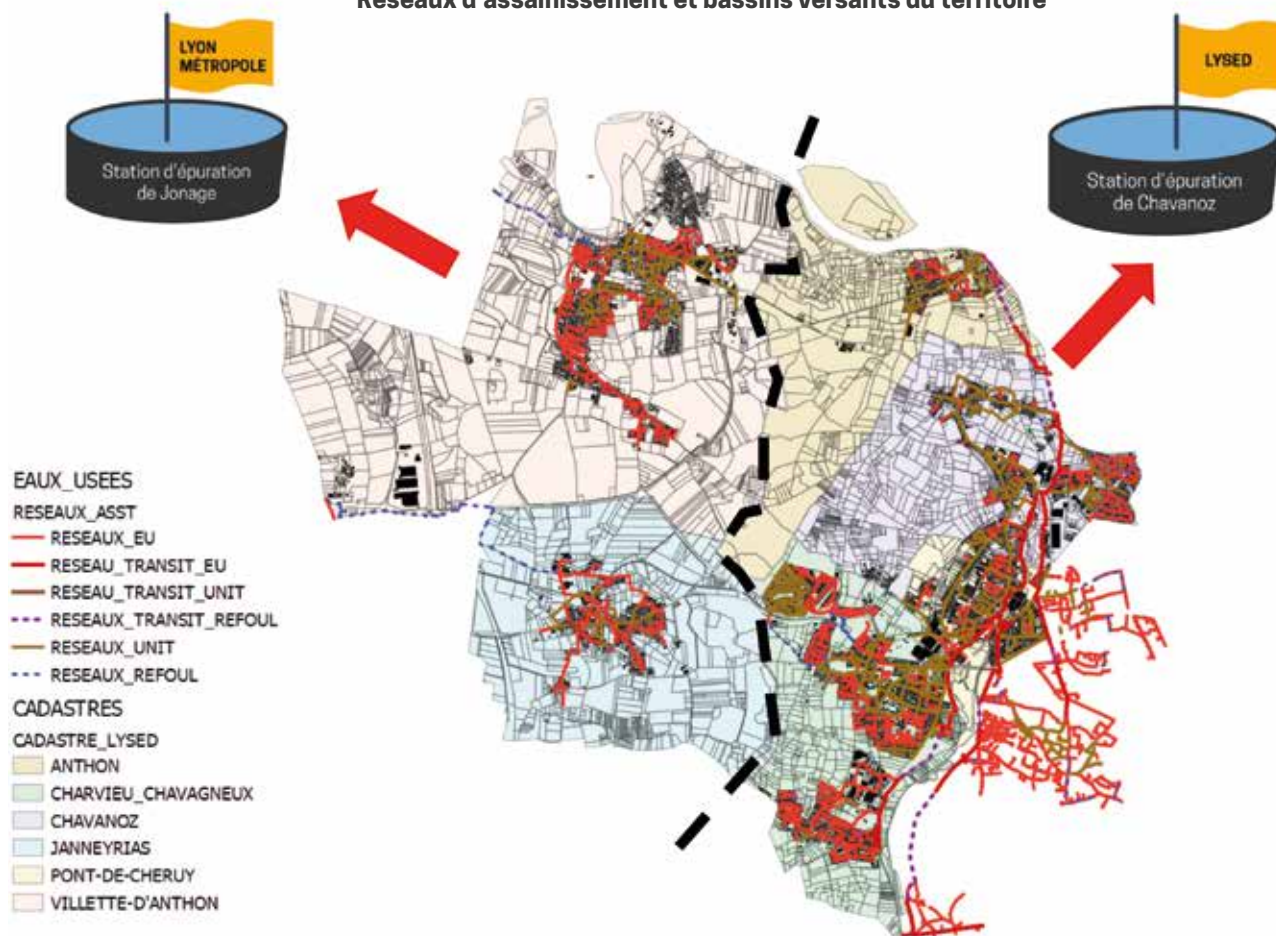 Réseaux d'assainissement et bassins versants du territoire
LYON
MÉTROPOLE
Station d'épuration
de Jonage
LYSED
Station d'épuration
de Chavanoz
EAUX_USEES
RESEAUX_ASST
RESEAUX_EU
RESEAU_TRANSIT_EU
RESEAU_TRANSIT_UNIT
RESEAUX_TRANSIT_REFOUL
RESEAUX_UNIT
RESEAUX_REFOUL
CADASTRES
CADASTRE_LYSED
ANTHON
CHARVIEU_CHAVAGNEUX
CHAVANOZ
JANNEYRIAS
PONT-DE-CHERUY
VILLETTE-D'ANTHON